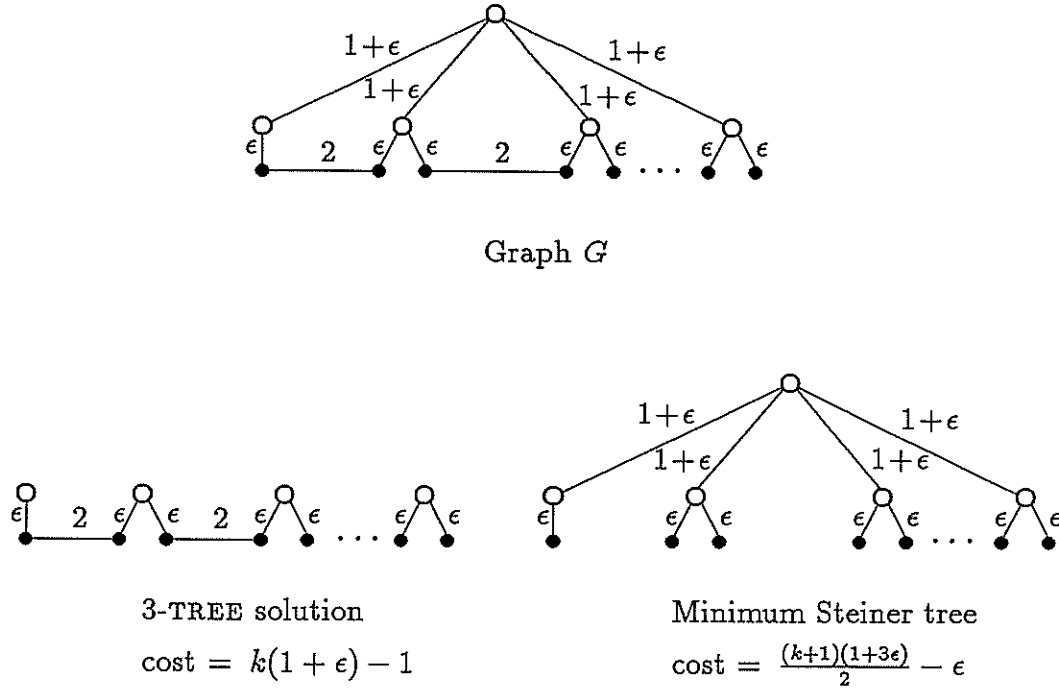 1+ϵ 1+ϵ
1+ϵ 1+ϵ
ϵ 2 ϵ ϵ 2 ϵ ϵ · · · ϵ ϵ
Graph G
1+ϵ 1+ϵ
1+ϵ 1+ϵ
ϵ 2 ϵ ϵ 2 ϵ ϵ · · · ϵ ϵ
ϵ ϵ ϵ ϵ ϵ · · · ϵ ϵ
3-TREE solution
cost = k(1 + ϵ) − 1
Minimum Steiner tree
cost = (k+1)(1+3ϵ)/2 − ϵ